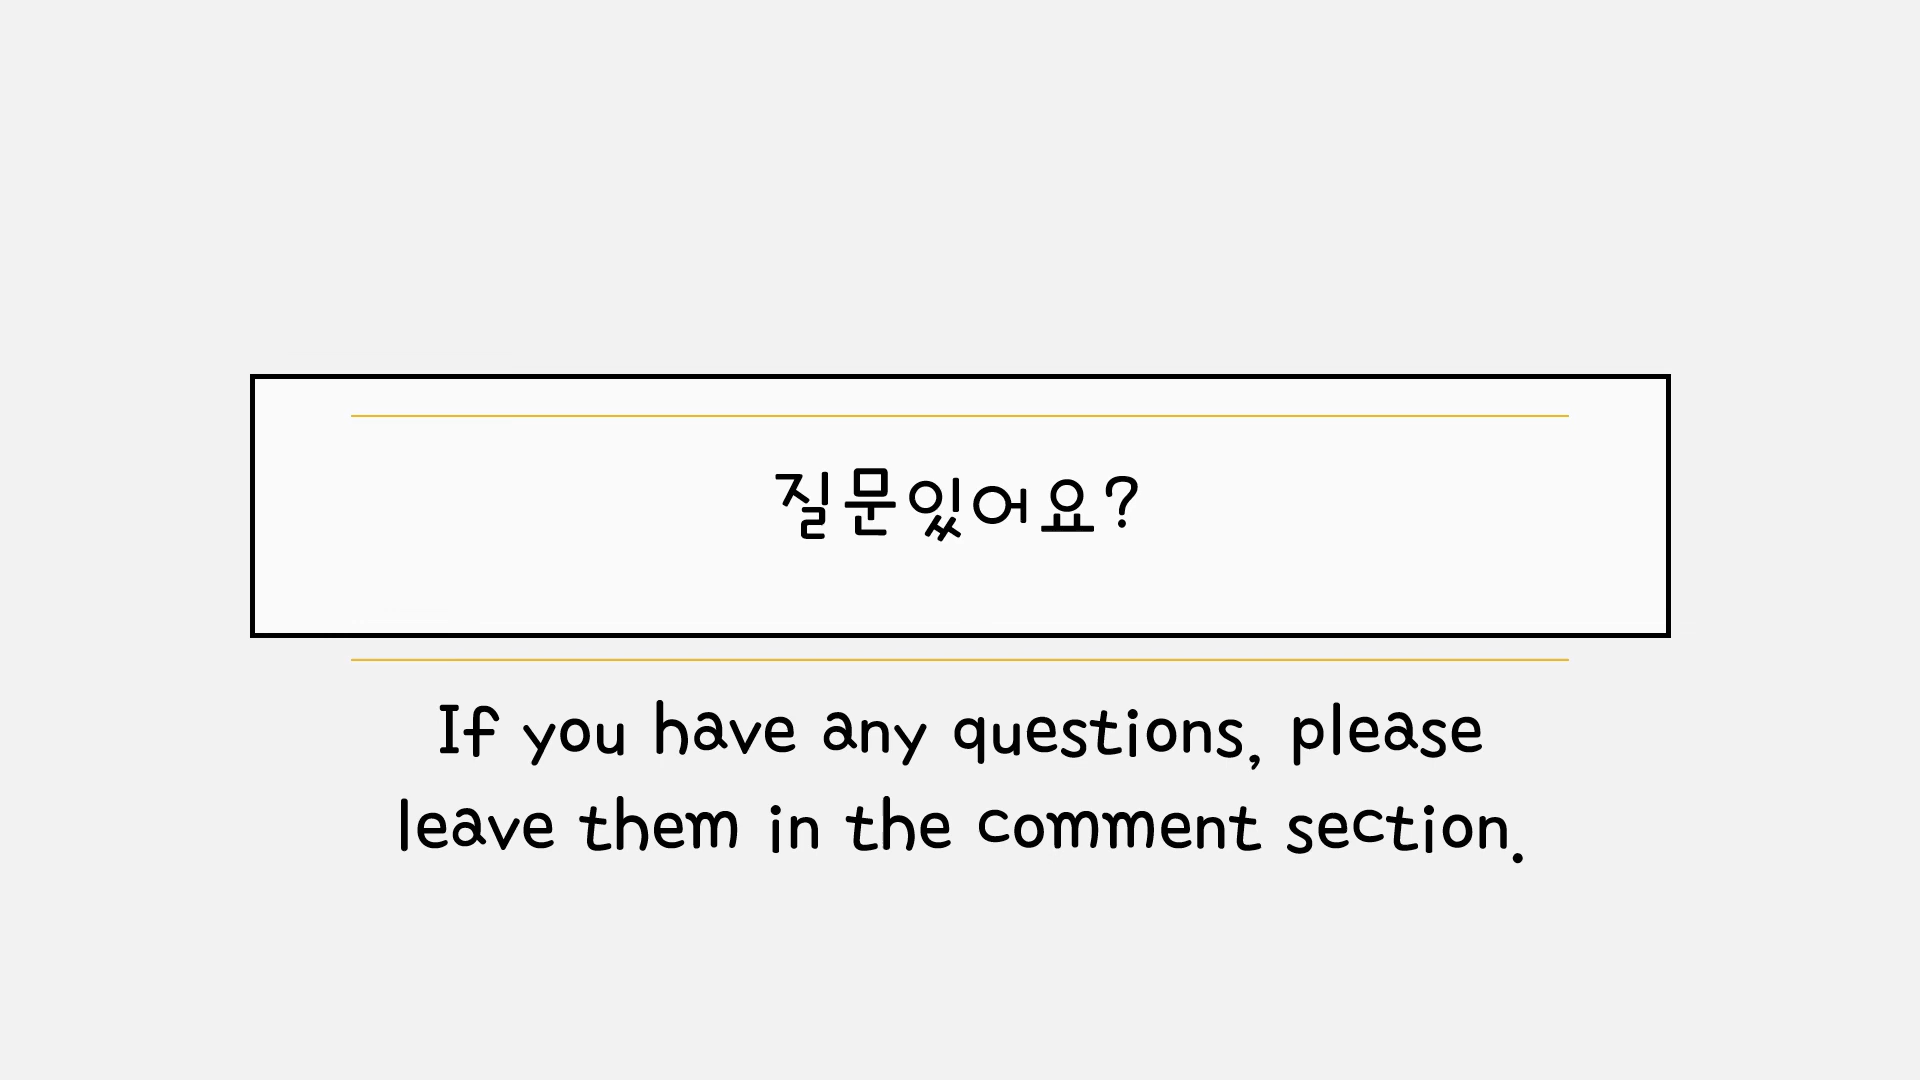 질문있어요?
If you have any questions, please
leave them in the comment section.